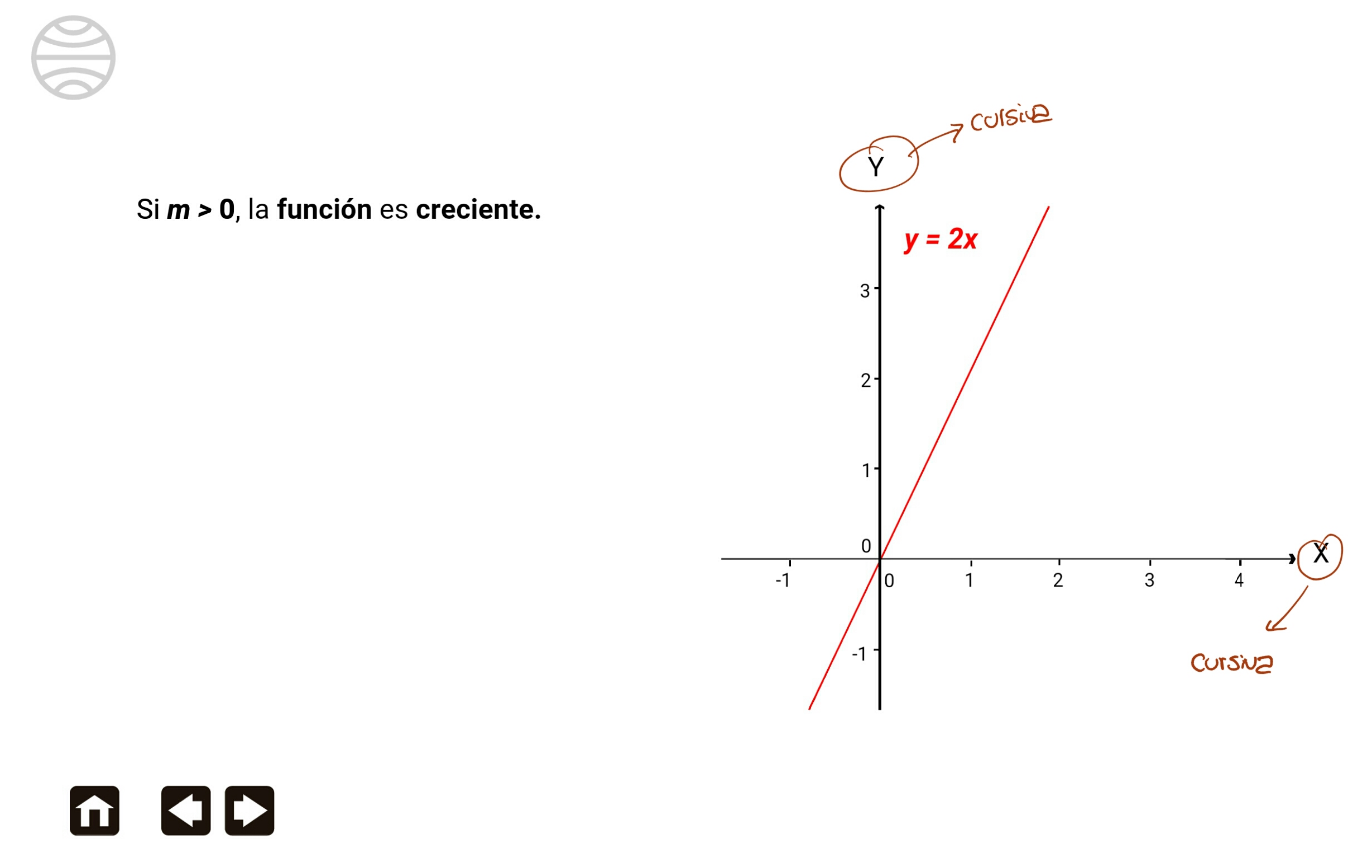 cursiva
Y
Si m > 0, la función es creciente.
y = 2x
3
2
1
0
X
-1
0
1
2
3
4
-1
cursiva